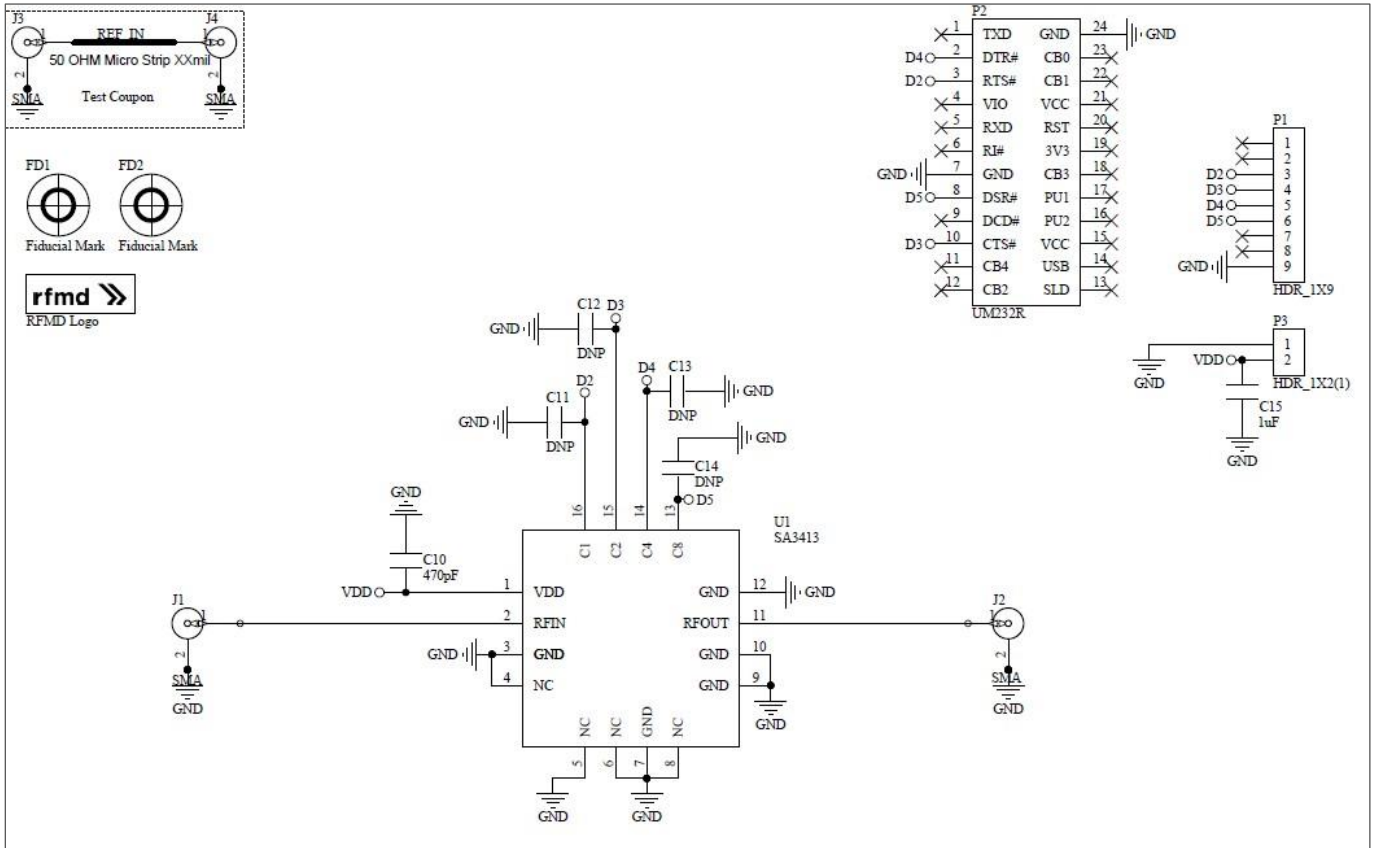 J3 J4
1 REF_IN 1
50 OHM Micro Strip XXmil
2 2
SMA Test Coupon SMA
FD1 FD2
Fiducial Mark Fiducial Mark
rfmd
RFMD Logo
P2
1 TXD GND 24 GND
D4 2 DTR# CB0 23
D2 3 RTS# CB1 22
4 VIO VCC 21
5 RXD RST 20
6 RI# 3V3 19
GND 7 GND CB3 18
D5 8 DSR# PU1 17
9 DCD# PU2 16
D3 10 CTS# VCC 15
11 CB4 USB 14
12 CB2 SLD 13
UM232R
P1
1
2
D2 3
D3 4
D4 5
D5 6
7
8
GND 9
HDR_1X9
P3
1
VDD 2
GND HDR_1X2(1)
C15
1uF
GND
C12 D3
GND
DNP
D4 C13
GND
DNP
C11 D2
GND
DNP
GND
C14
DNP
D5
GND
C10
470pF
16 15 14 13
C1 C2 C4 C8
U1
SA3413
VDD 1 VDD GND 12 GND
J1 J2
1 2 RFIN RFOUT 11 1
GND 3 GND GND 10
4 NC GND 9
2 2
SMA SMA
GND GND
GND
NC NC GND NC
5 6 7 8
GND GND